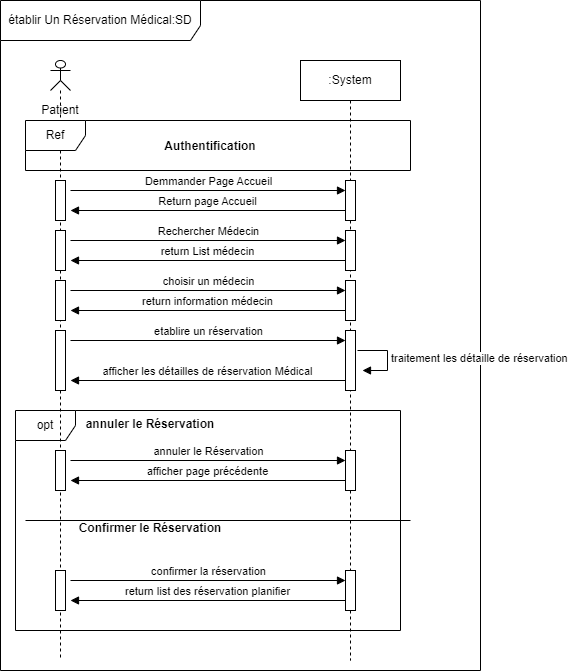 établir Un Réservation Médical:SD
:System
Patient
Ref
Authentification
Demmander Page Accueil
Return page Accueil
Rechercher Médecin
return List médecin
choisir un médecin
return information médecin
etablire un réservation
traitement les détaille de réservation
afficher les détailles de réservation Médical
opt
annuler le Réservation
annuler le Réservation
afficher page précédente
Confirmer le Réservation
confirmer la réservation
return list des réservation planifier